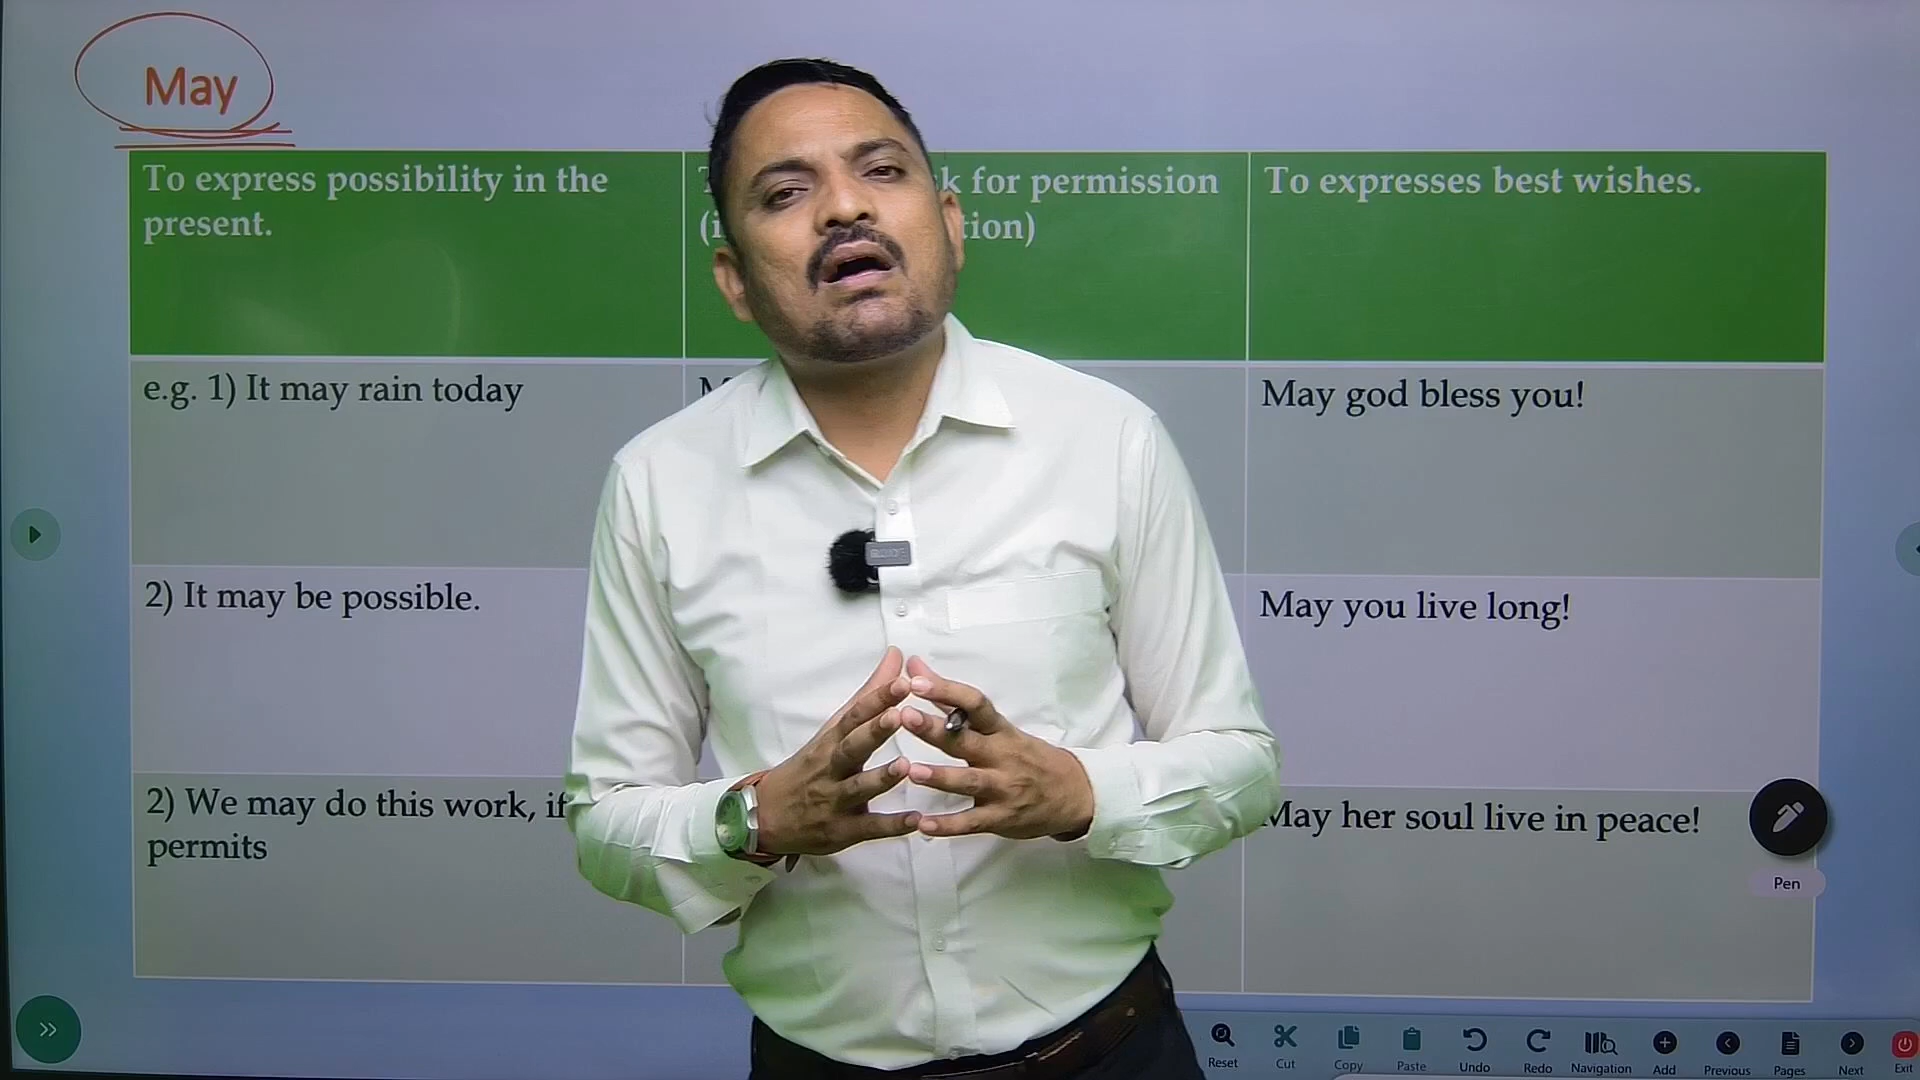 May
To express possibility in the
present.
for permission
To expresses best wishes.
e.g. 1) It may rain today
May god bless you!
2) It may be possible.
May you live long!
2) We may do this work, if
permits
May her soul live in peace!
Pen
Reset
Cut
Copy
Paste
Undo
Redo
Navigation
Add
Previous
Pages
Next
Exit